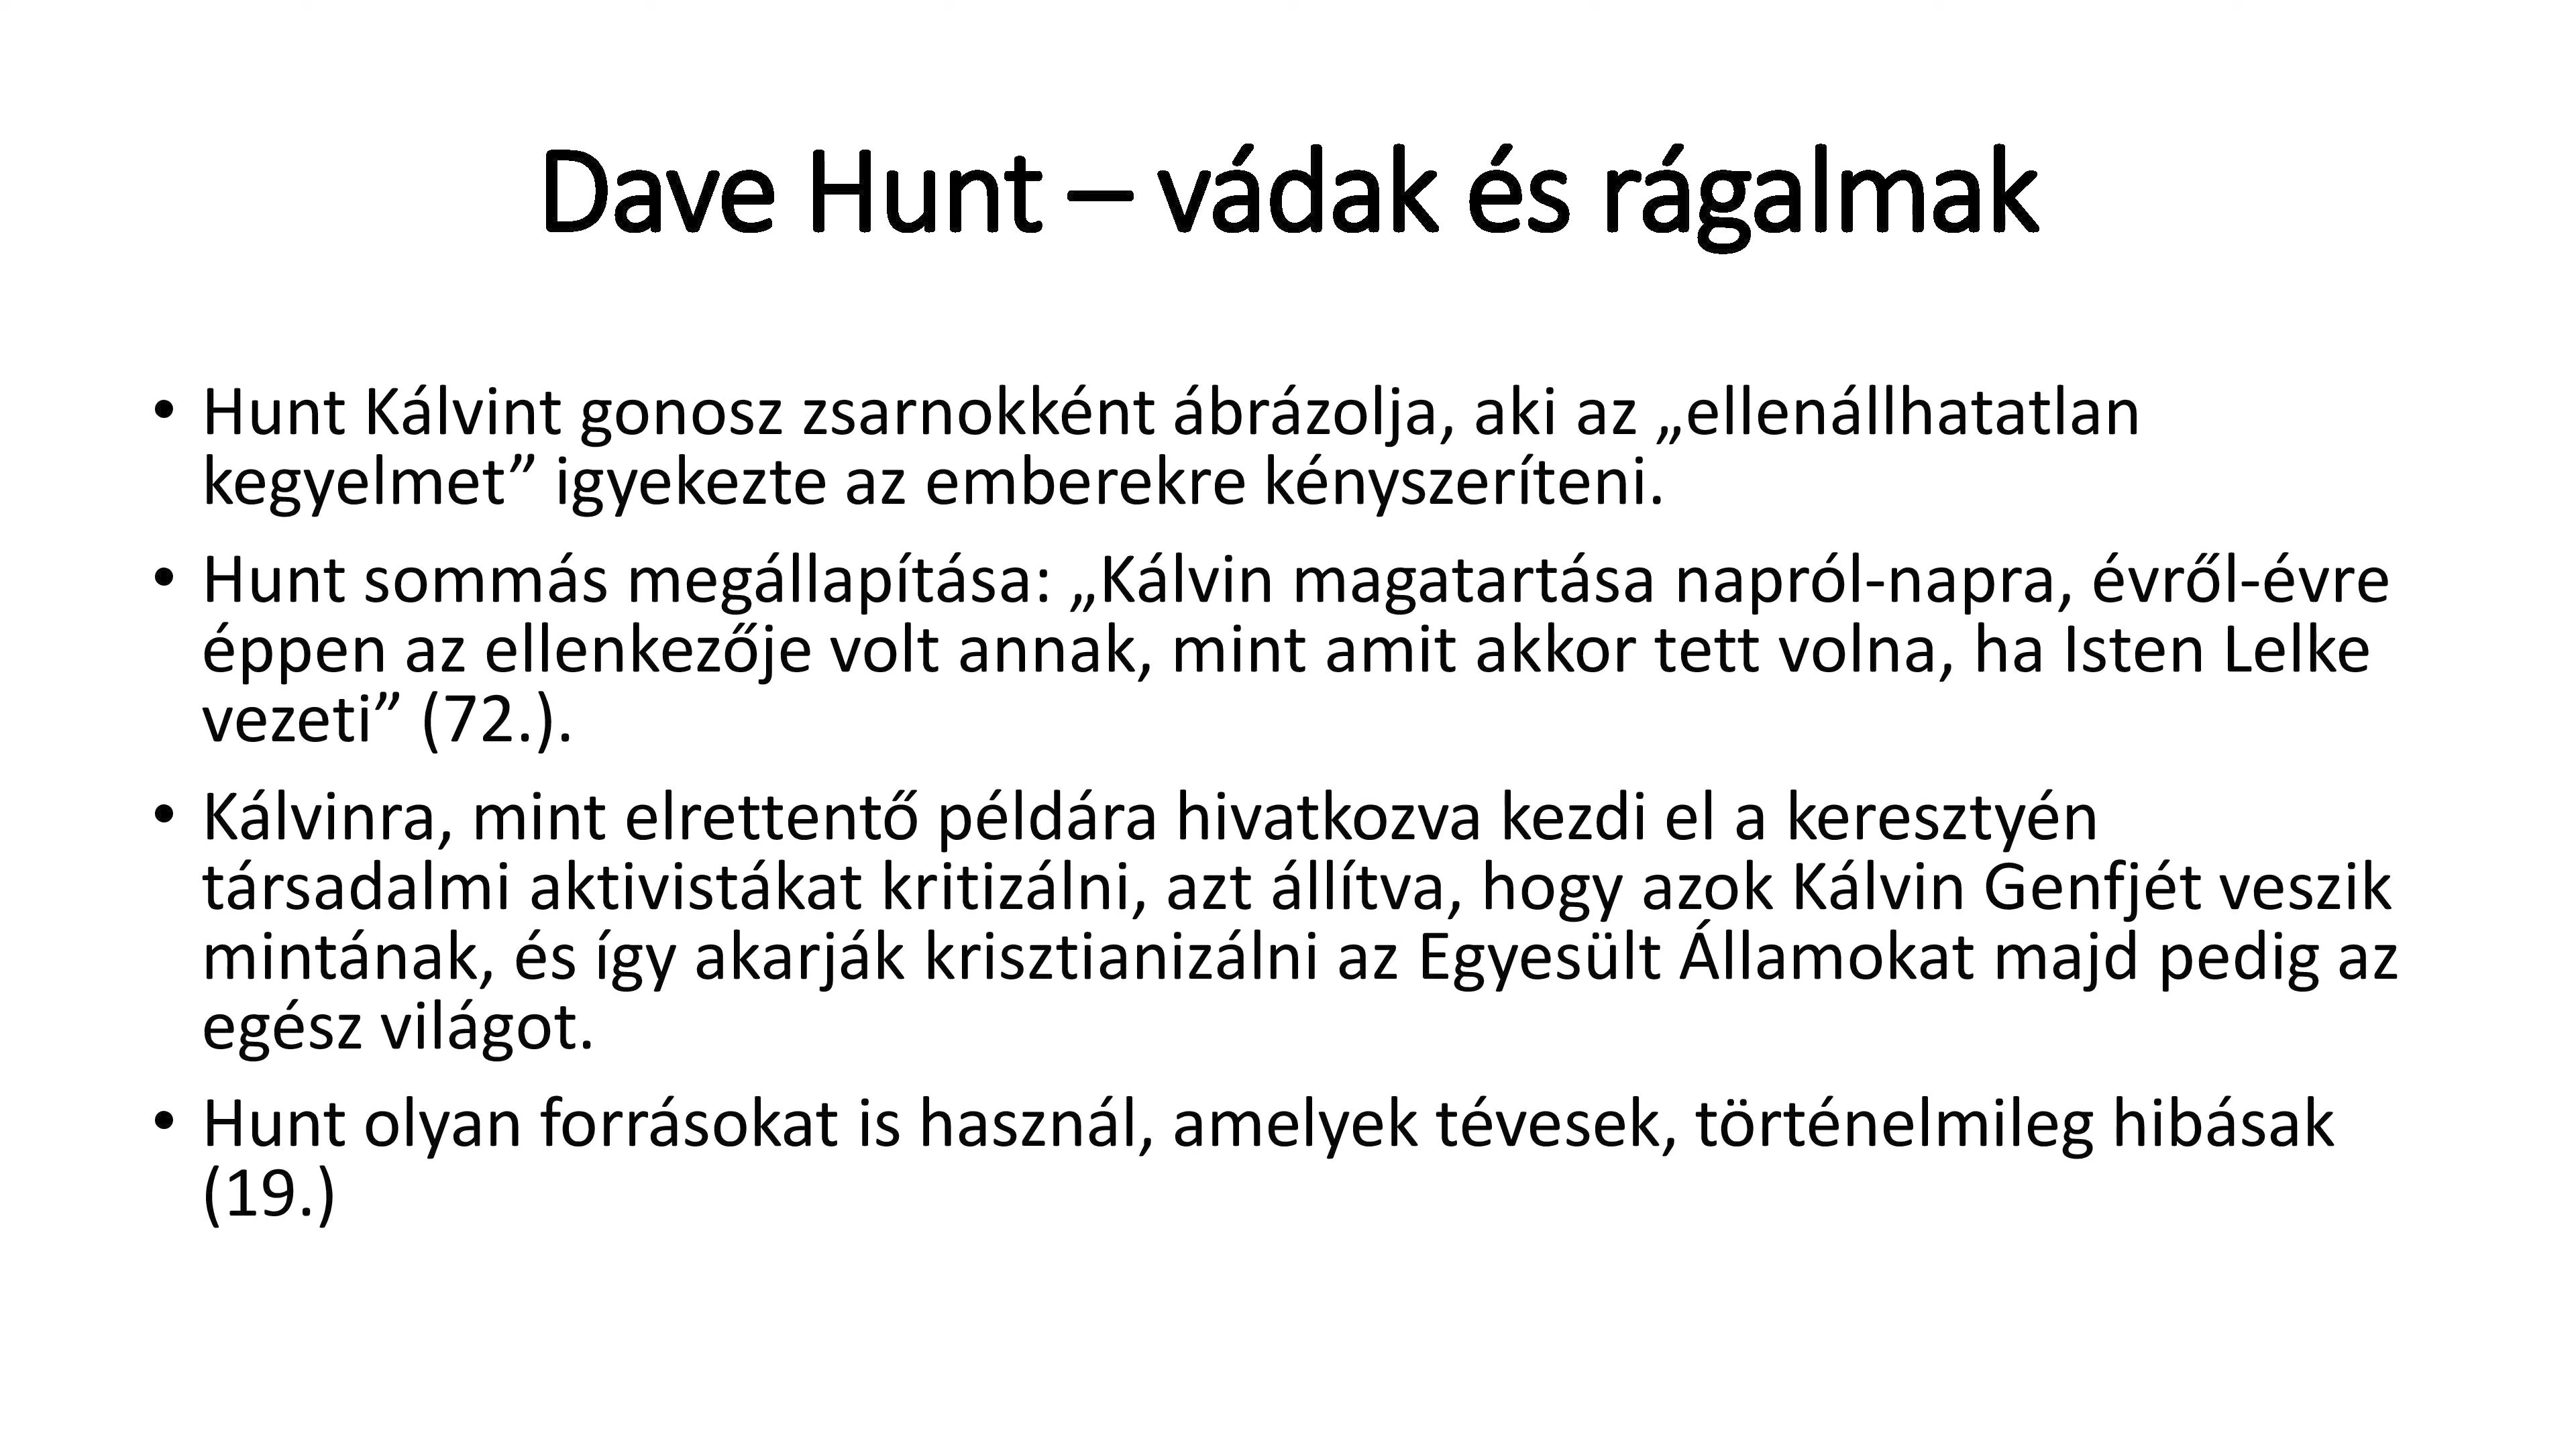 Dave Hunt – vádak és rágalmak
• Hunt Kálvint gonosz zsarnokként ábrázolja, aki az „ellenállhatatlan
kegyelmet” igyekezte az emberekre kényszeríteni.
• Hunt sommás megállapítása: „Kálvin magatartása napról-napra, évről-évre
éppen az ellenkezője volt annak, mint amit akkor tett volna, ha Isten Lelke
vezeti” (72.).
• Kálvinra, mint elrettentő példára hivatkozva kezdi el a keresztyén
társadalmi aktivistákat kritizálni, azt állítva, hogy azok Kálvin Genfjét veszik
mintának, és így akarják krisztianizálni az Egyesült Államokat majd pedig az
egész világot.
• Hunt olyan forrásokat is használ, amelyek tévesek, történelmileg hibásak
(19.)